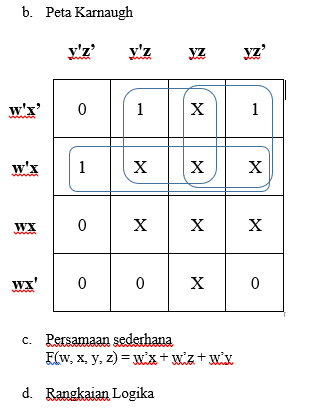 b. Peta Karnaugh
y'z’ y'z yz yz’
w'x’ 0 1 X 1
w'x 1 X X X
wx 0 X X X
wx' 0 0 X 0
c. Persamaan sederhana
F(w, x, y, z) = w’x + w’z + w’y
d. Rangkaian Logika